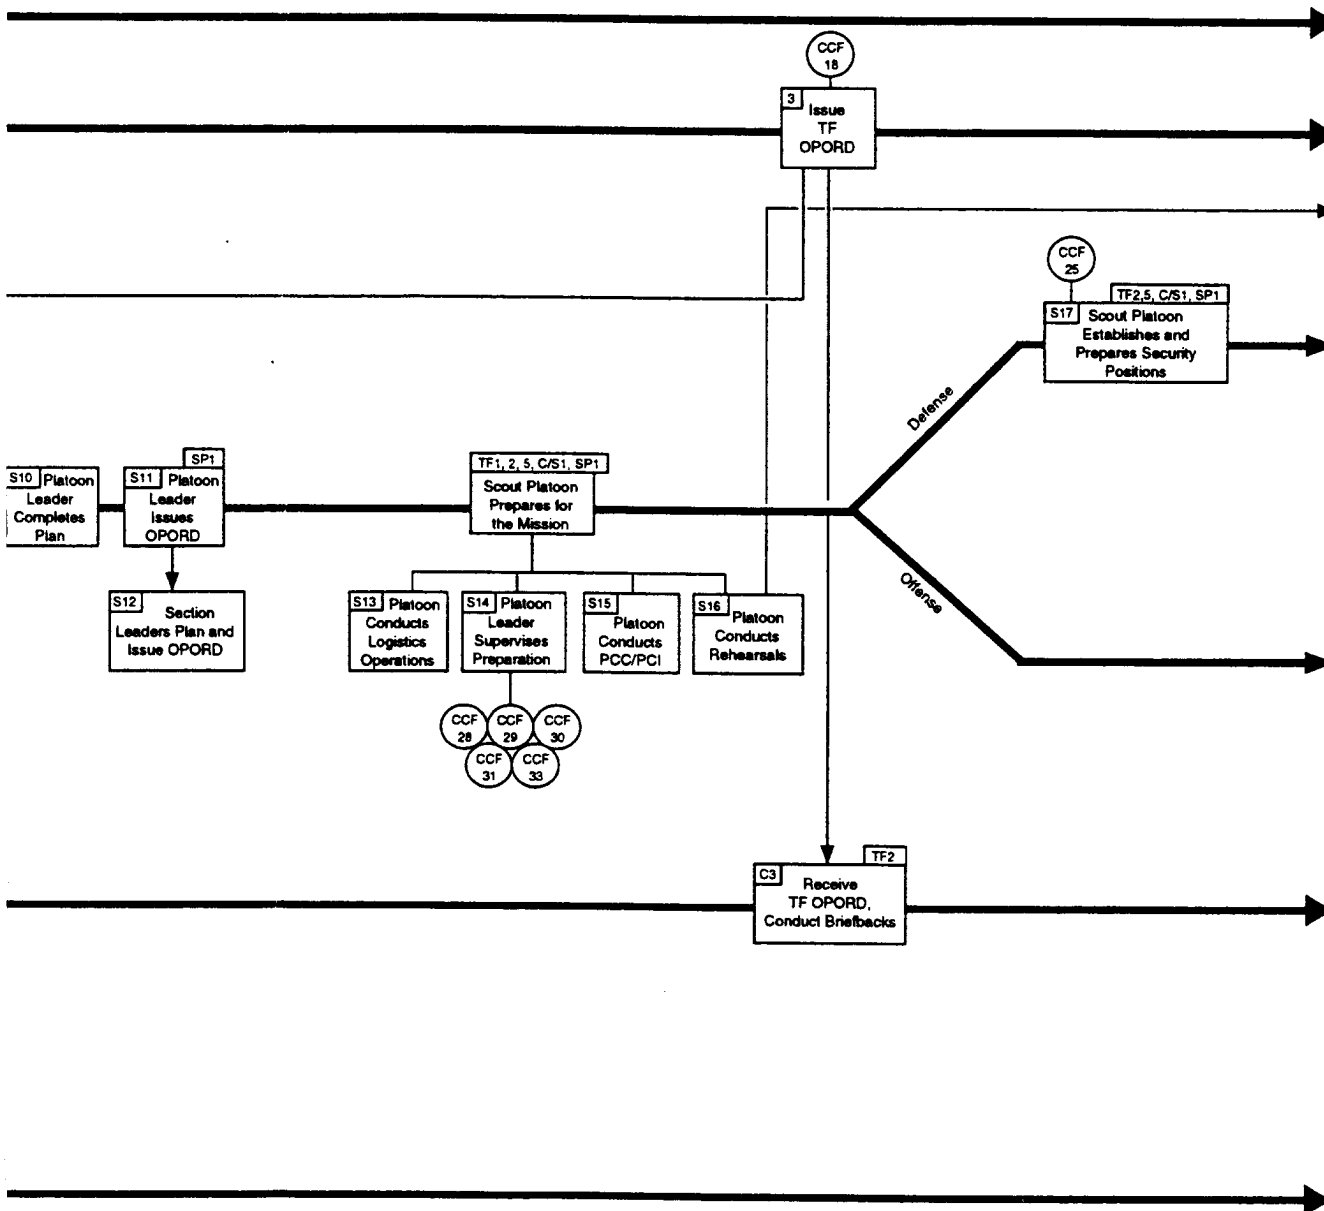 CCF
18
3
Issue
TF
OPORD
CCF
25
TF2,5, C/S1, SP1
S17 Scout Platoon
Establishes and
Prepares Security
Positions
Defense
Offense
S10 Platoon
Leader
Completes
Plan
SP1
S11 Platoon
Leader
Issues
OPORD
S12
Section
Leaders Plan and
Issue OPORD
TF1, 2, 5, C/S1, SP1
Scout Platoon
Prepares for
the Mission
S13 Platoon
Conducts
Logistics
Operations
S14 Platoon
Leader
Supervises
Preparation
S15
Platoon
Conducts
PCC/PCI
S16
Platoon
Conducts
Rehearsals
CCF
28
CCF
29
CCF
30
CCF
31
CCF
33
TF2
C3
Receive
TF OPORD,
Conduct Briefbacks